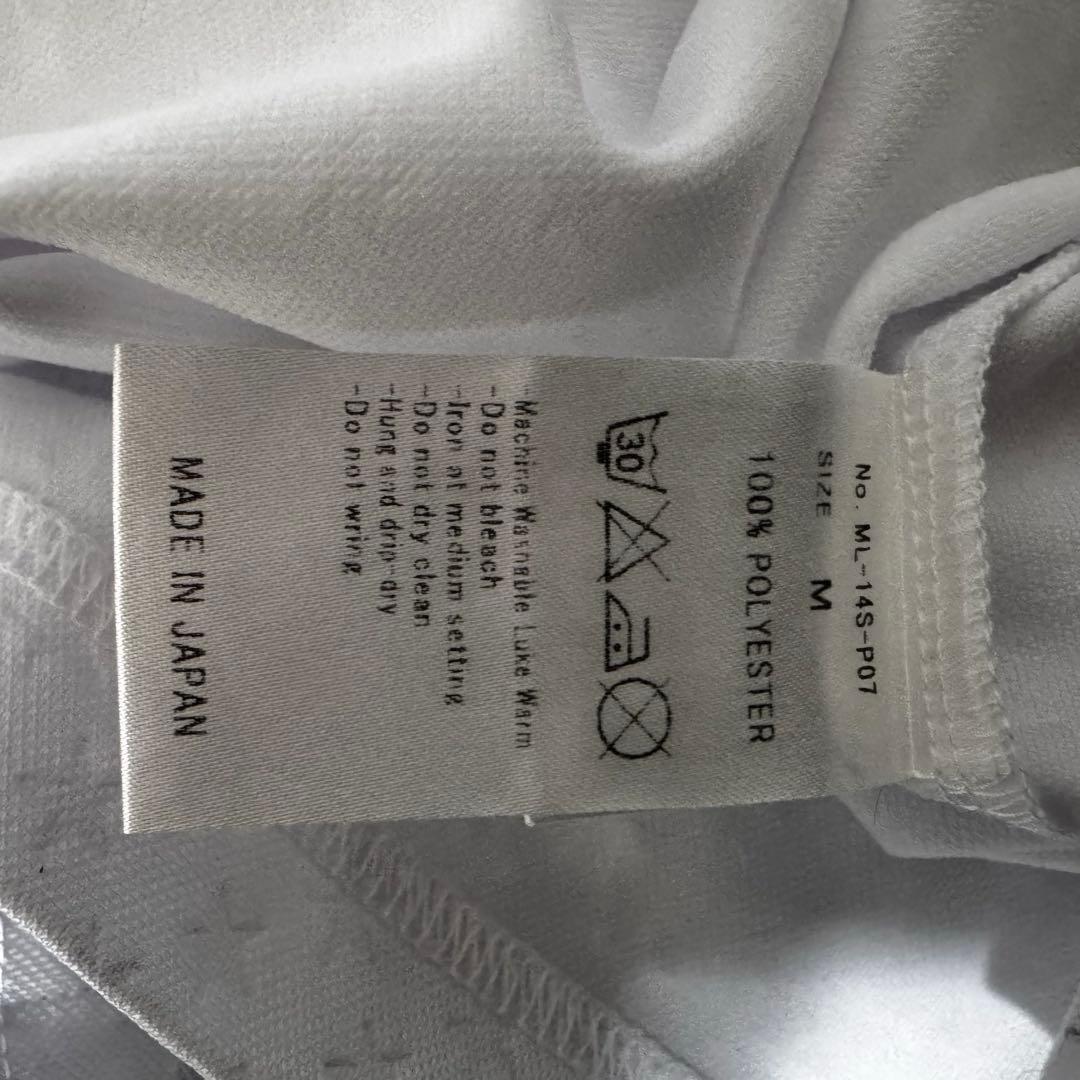 No. ML-14S-P07
SIZE M
100% POLYESTER
30
-Machine Washable Luke Warm
-Do not bleach
-Iron at medium setting
-Do not dry clean
-Hung and drip-dry
-Do not wring
MADE IN JAPAN